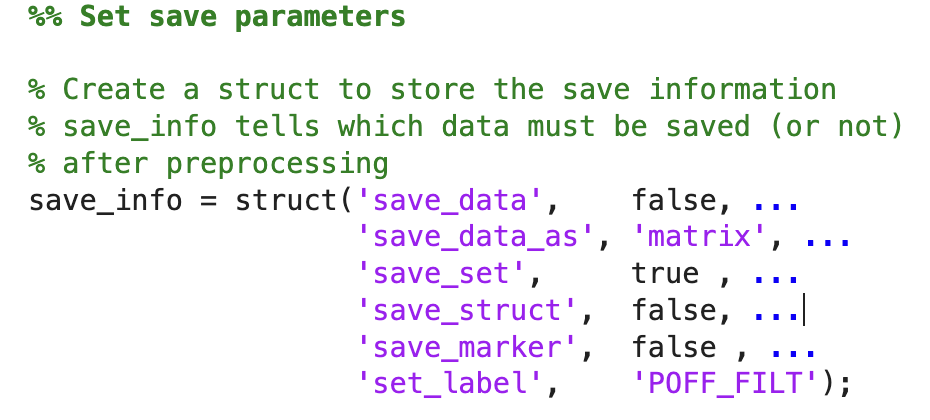 %% Set save parameters
% Create a struct to store the save information
% save_info tells which data must be saved (or not)
% after preprocessing
save_info = struct('save_data',    false, ...
                   'save_data_as', 'matrix', ...
                   'save_set',     true , ...
                   'save_struct',  false, ...
                   'save_marker',  false , ...
                   'set_label',    'POFF_FILT');